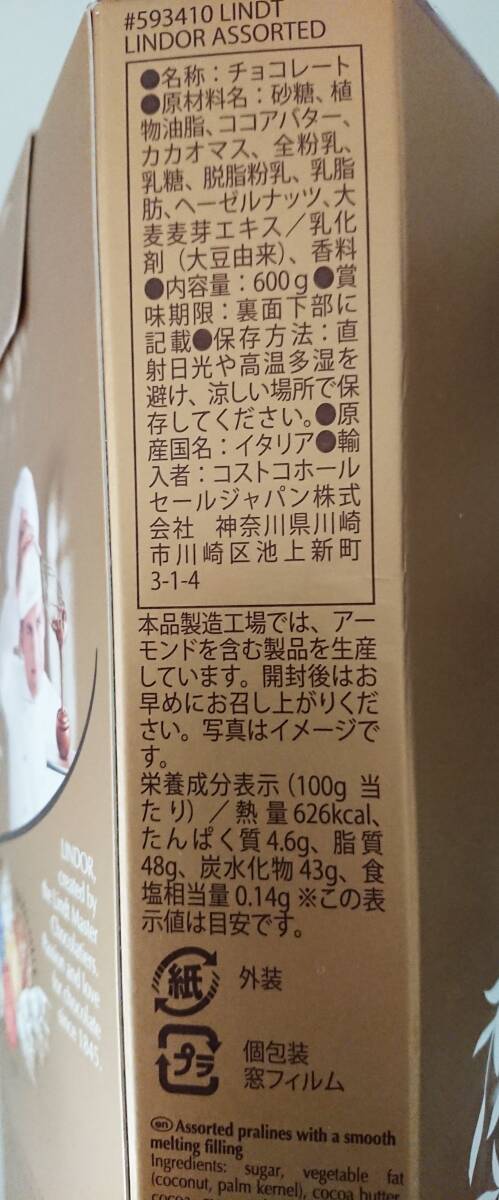 #593410 LINDT
LINDOR ASSORTED
●名称：チョコレート
●原材料名：砂糖、植
物油脂、ココアバター、
カカオマス、全粉乳、
乳糖、脱脂粉乳、乳脂
肪、ヘーゼルナッツ、大
麦麦芽エキス／乳化
剤（大豆由来）、香料
●内容量：600g●賞
味期限：裏面下部に
記載●保存方法：直
射日光や高温多湿を
避け、涼しい場所で保
存してください。●原
産国名：イタリア●輸
入者：コストコホール
セールジャパン株式
会社 神奈川県川崎
市川崎区池上新町
3-1-4
本品製造工場では、アー
モンドを含む製品を生産
しています。開封後はお
早めにお召し上がりくだ
さい。写真はイメージで
す。
栄養成分表示（100g 当
たり）／熱量626kcal、
たんぱく質4.6g、脂質
48g、炭水化物43g、食
塩相当量0.14g ※この表
示値は目安です。
紙 外装
プラ 個包装
窓フィルム
en Assorted pralines with a smooth
melting filling
Ingredients: sugar, vegetable fat
(coconut, palm kernel), cocoa butter,
LINDOR,
created by
the Lindt Master
Chocolatiers.
Passion and love
for chocolate
since 1845.